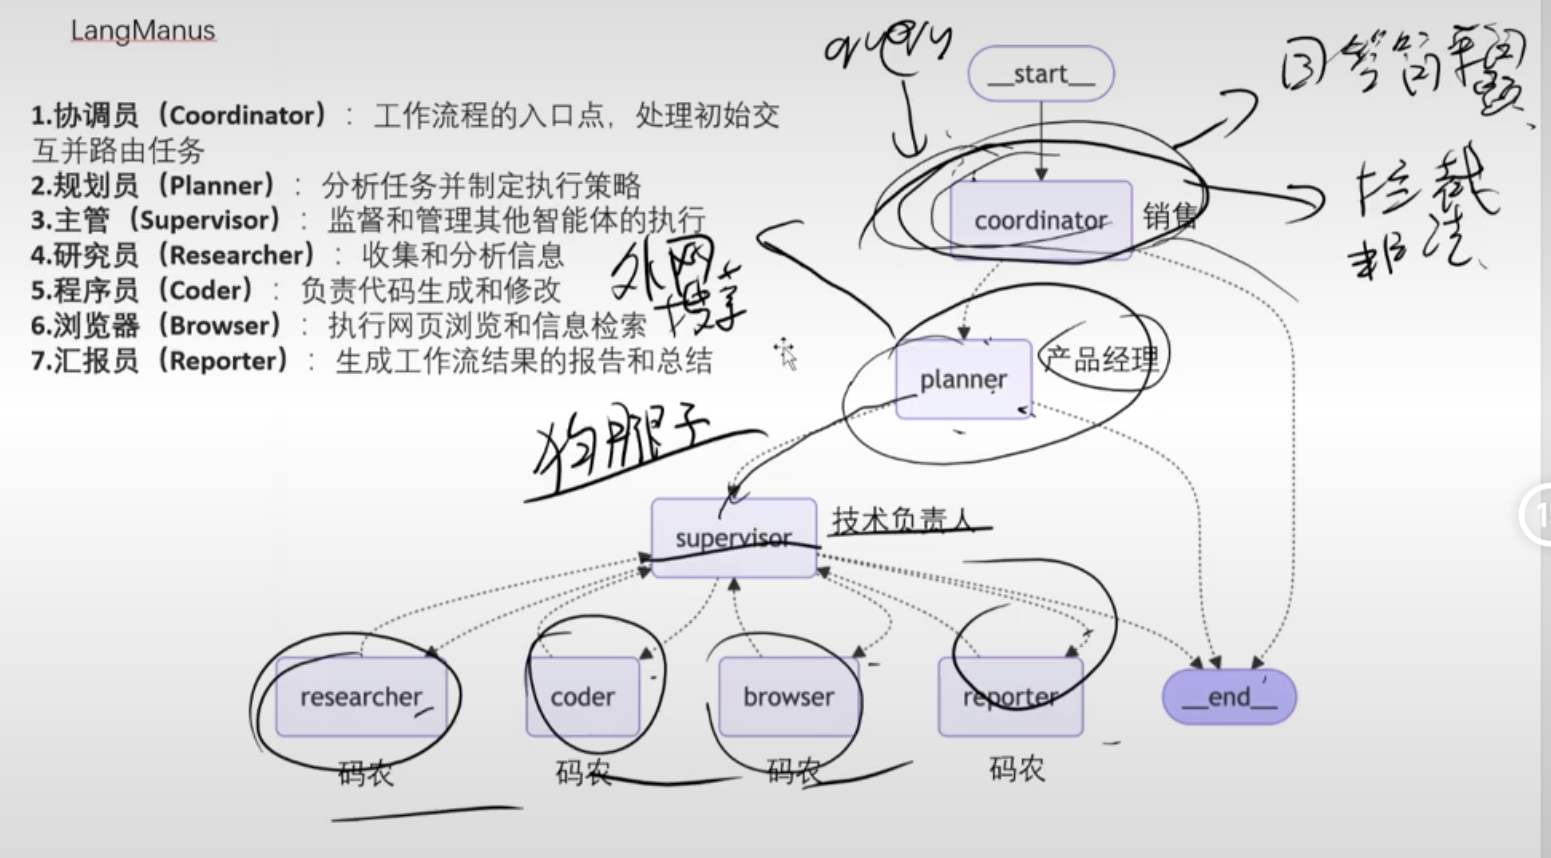 LangManus
1.协调员（Coordinator）： 工作流程的入口点，处理初始交
互并路由任务
2.规划员（Planner）： 分析任务并制定执行策略
3.主管（Supervisor）： 监督和管理其他智能体的执行
4.研究员（Researcher）： 收集和分析信息
5.程序员（Coder）： 负责代码生成和修改
6.浏览器（Browser）： 执行网页浏览和信息检索
7.汇报员（Reporter）： 生成工作流结果的报告和总结
query
__start__
回答简单问题
coordinator
销售
拦截
非法
外网
搜索
planner
产品经理
狗腿子
supervisor
技术负责人
researcher
coder
browser
reporter
__end__
码农
码农
码农
码农